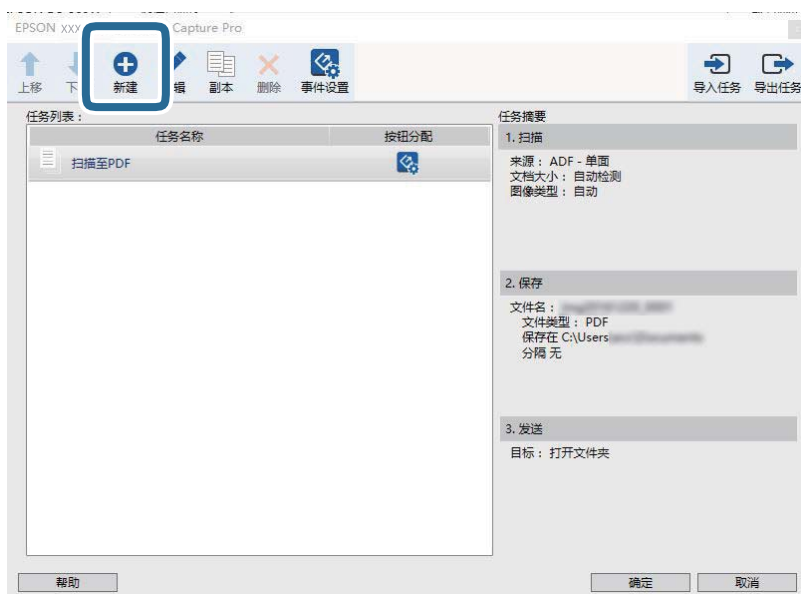 EPSON xxx Capture Pro
上移 下 新建 辑 副本 删除 事件设置 导入任务 导出任务
任务列表：
任务名称 按钮分配
扫描至PDF
任务摘要
1. 扫描
来源： ADF - 单面
文档大小： 自动检测
图像类型： 自动
2. 保存
文件名：
文件类型： PDF
保存在 C:\Users
分隔 无
3. 发送
目标： 打开文件夹
帮助 确定 取消